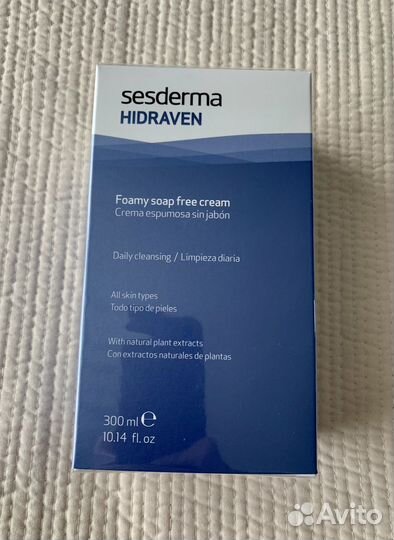 sesderma
HIDRAVEN
Foamy soap free cream
Crema espumosa sin jabón
Daily cleansing / Limpieza diaria
All skin types
Todo tipo de pieles
With natural plant extracts
Con extractos naturales de plantas
300 ml e
10.14 fl. oz
Avito